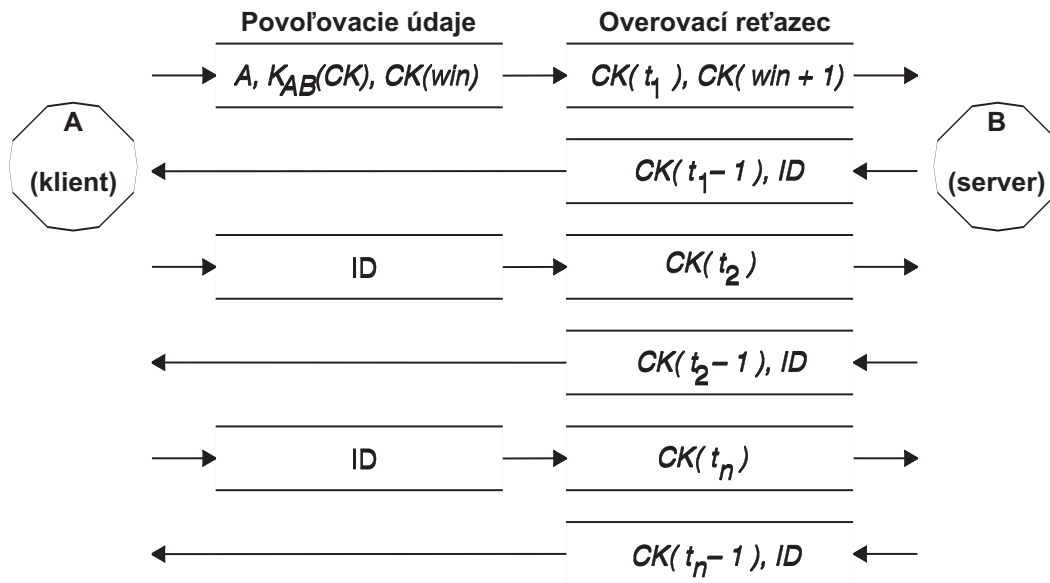 Povoľovacie údaje Overovací reťazec
A, K_AB(CK), CK(win) CK( t₁ ), CK( win + 1)
A
(klient)
B
(server)
CK( t₁ – 1 ), ID
ID CK( t₂ )
CK( t₂ – 1 ), ID
ID CK( tₙ )
CK( tₙ – 1 ), ID